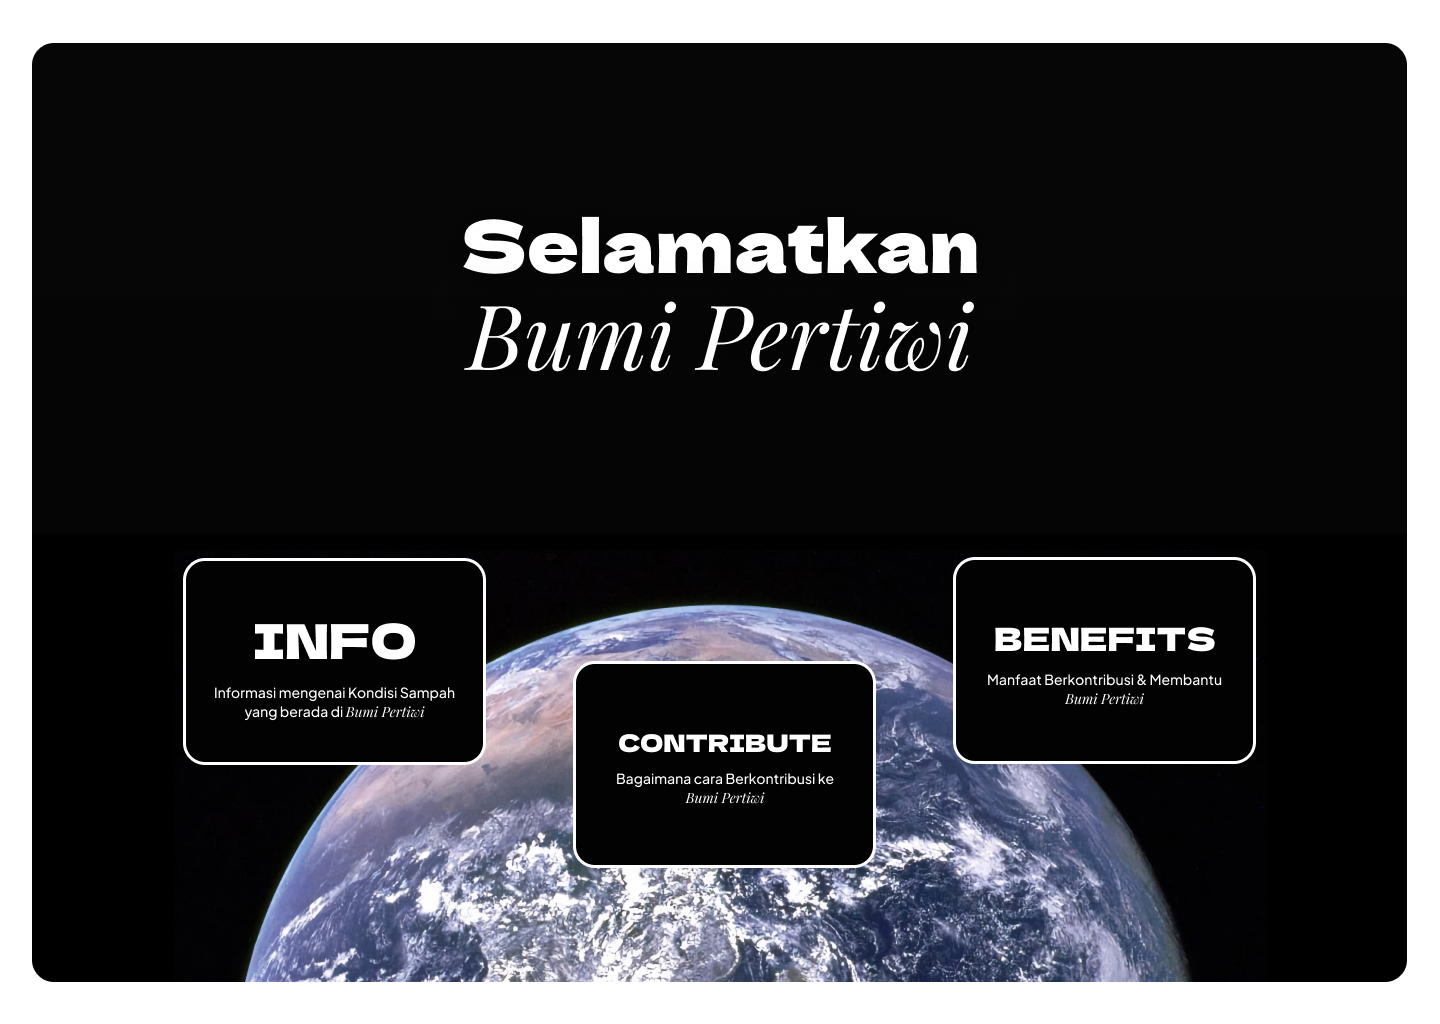 Selamatkan
Bumi Pertiwi
INFO
Informasi mengenai Kondisi Sampah
yang berada di Bumi Pertiwi
CONTRIBUTE
Bagaimana cara Berkontribusi ke
Bumi Pertiwi
BENEFITS
Manfaat Berkontribusi & Membantu
Bumi Pertiwi